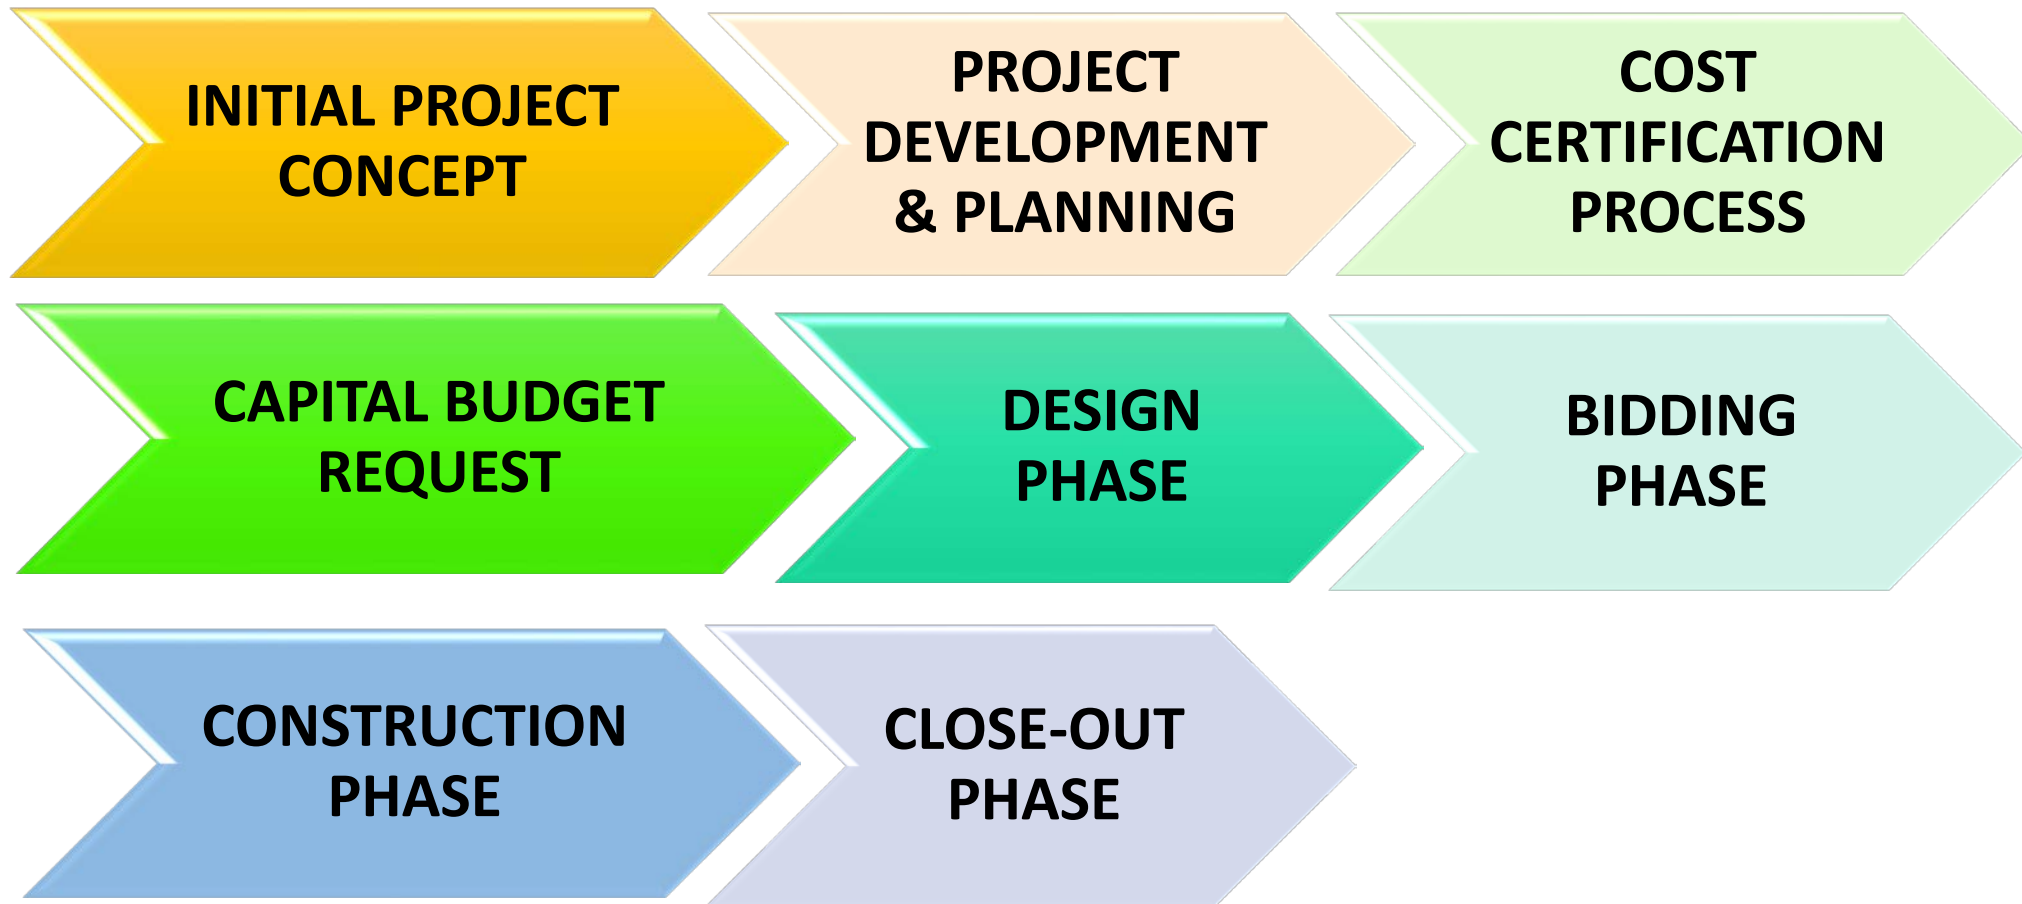 INITIAL PROJECT
CONCEPT
PROJECT
DEVELOPMENT
& PLANNING
COST
CERTIFICATION
PROCESS
CAPITAL BUDGET
REQUEST
DESIGN
PHASE
BIDDING
PHASE
CONSTRUCTION
PHASE
CLOSE-OUT
PHASE